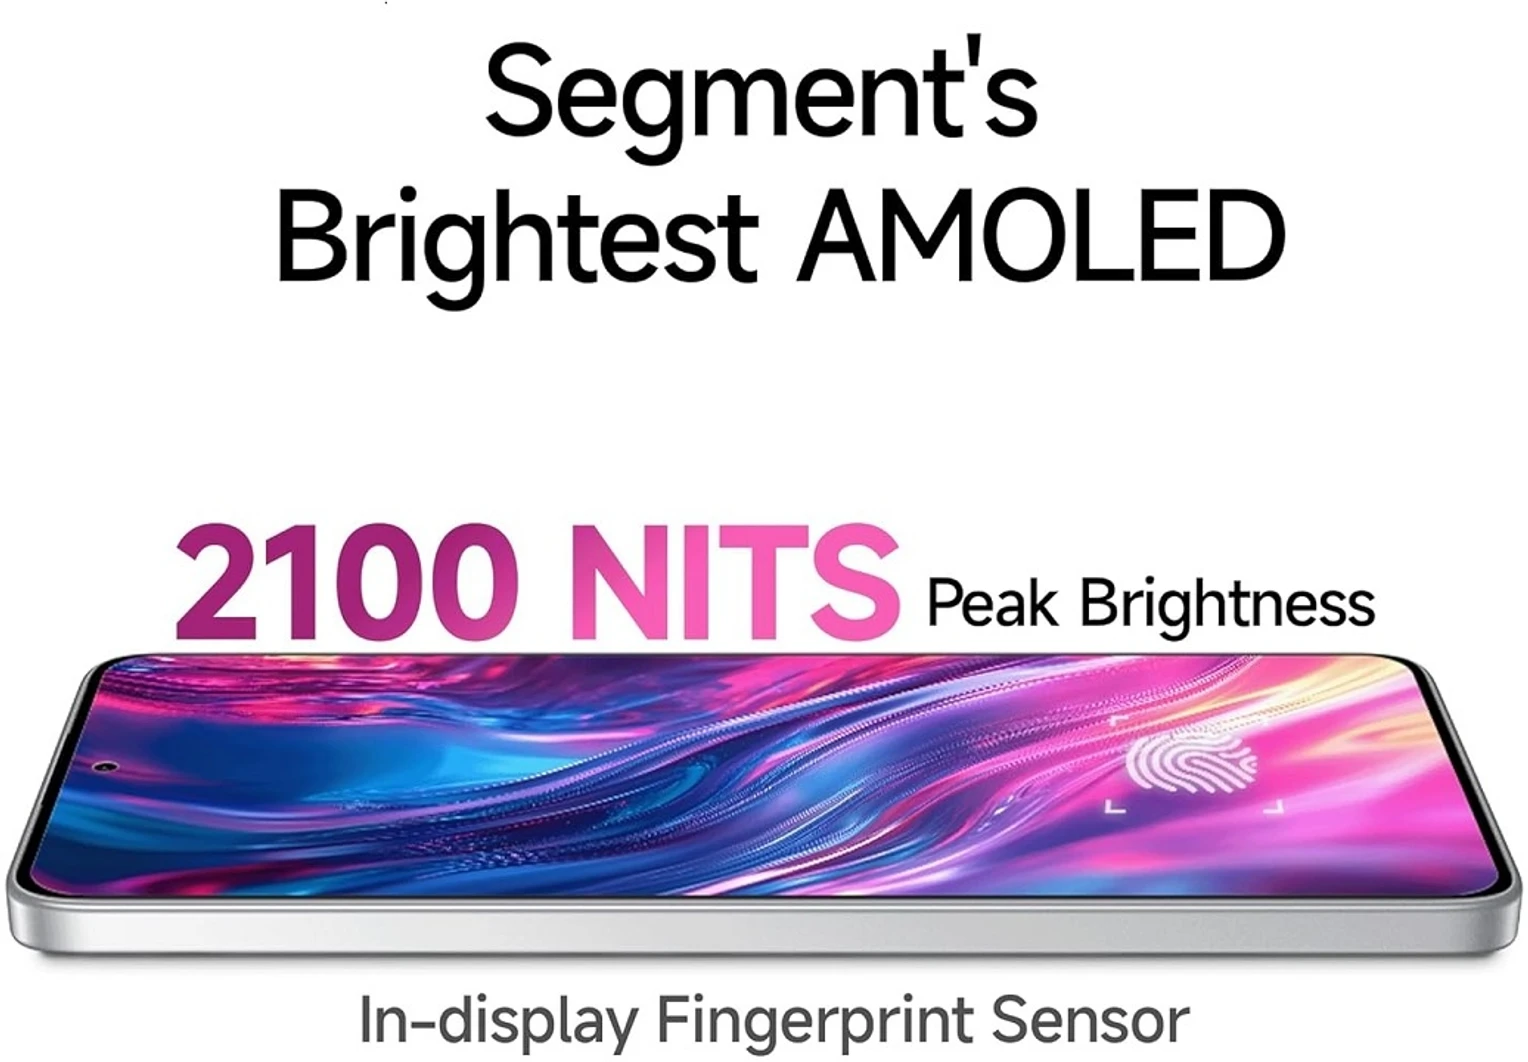 Segment's
Brightest AMOLED
2100 NITS Peak Brightness
In-display Fingerprint Sensor